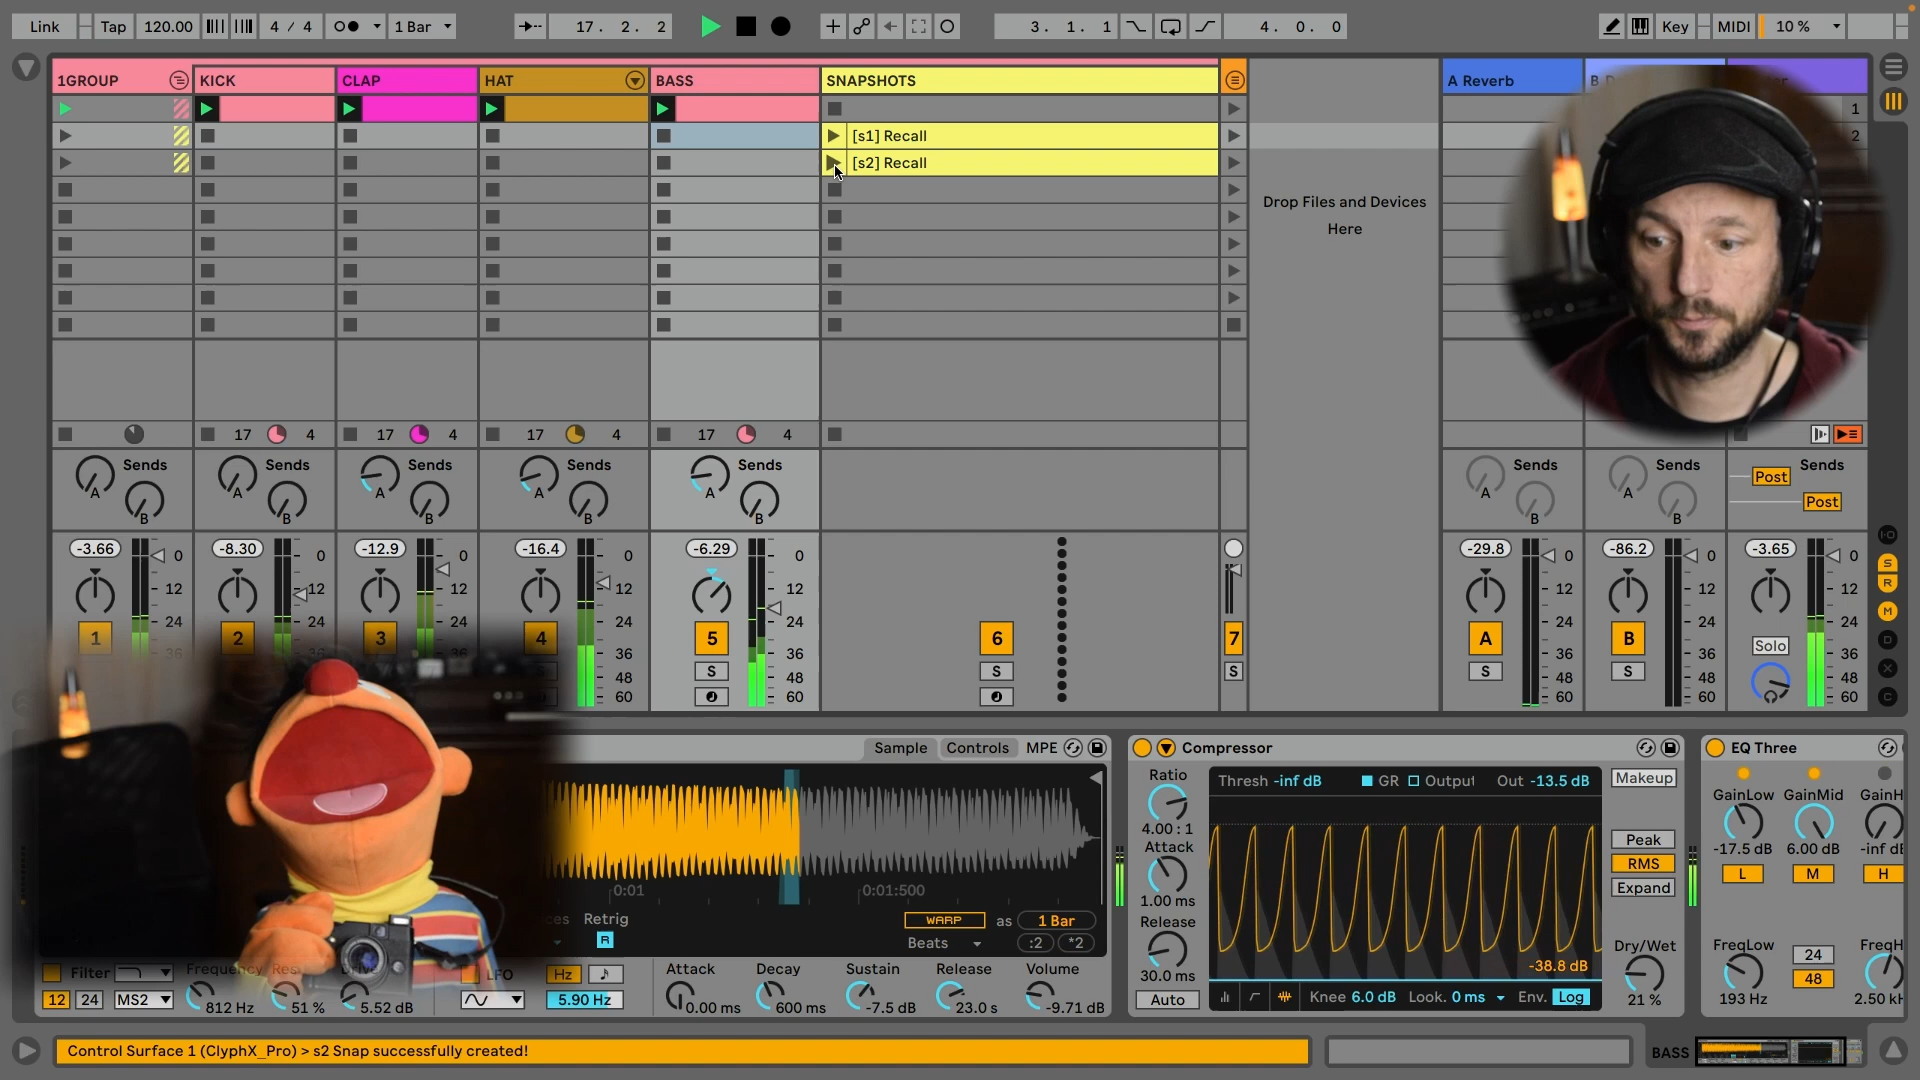 Link Tap 120.00 4 / 4 1 Bar 17. 2. 2 3. 1. 1 4. 0. 0 Key MIDI 10 %
1GROUP KICK CLAP HAT BASS SNAPSHOTS A Reverb
1
[s1] Recall 2
[s2] Recall
Drop Files and Devices
Here
17 4 17 4 17 4 17 4
Sends Sends Sends Sends Sends Sends Sends Sends
A A A A A A A Post
B B B B B B B Post
-3.66 -8.30 -12.9 -16.4 -6.29 -29.8 -86.2 -3.65
0 0 0 0 0 0 0 0
12 12 12 12 12 12 12 12
24 24 24 24 24 24 24 24
1 2 3 4 5 6 7 A B Solo
36 36 36 36 36 36 36 36
S S S S S
48 48 48 48 48
60 60 60 60 60
I·O
S
R
M
D
X
C
Sample Controls MPE
0:01 0:01:500
Retrig
R
WARP as 1 Bar
Beats :2 *2
Filter Frequency Res Drive
12 24 MS2 812 Hz 51 % 5.52 dB
LFO Hz
5.90 Hz
Attack Decay Sustain Release Volume
0.00 ms 600 ms -7.5 dB 23.0 s -9.71 dB
Compressor
Ratio
4.00 : 1
Attack
1.00 ms
Release
30.0 ms
Auto
Thresh -inf dB GR Output Out -13.5 dB
-38.8 dB
Knee 6.0 dB Look. 0 ms Env. Log
Makeup
Peak
RMS
Expand
Dry/Wet
21 %
EQ Three
GainLow GainMid
-17.5 dB 6.00 dB -inf d
L M H
FreqLow 24
48
193 Hz 2.50
Control Surface 1 (ClyphX_Pro) > s2 Snap successfully created!
BASS